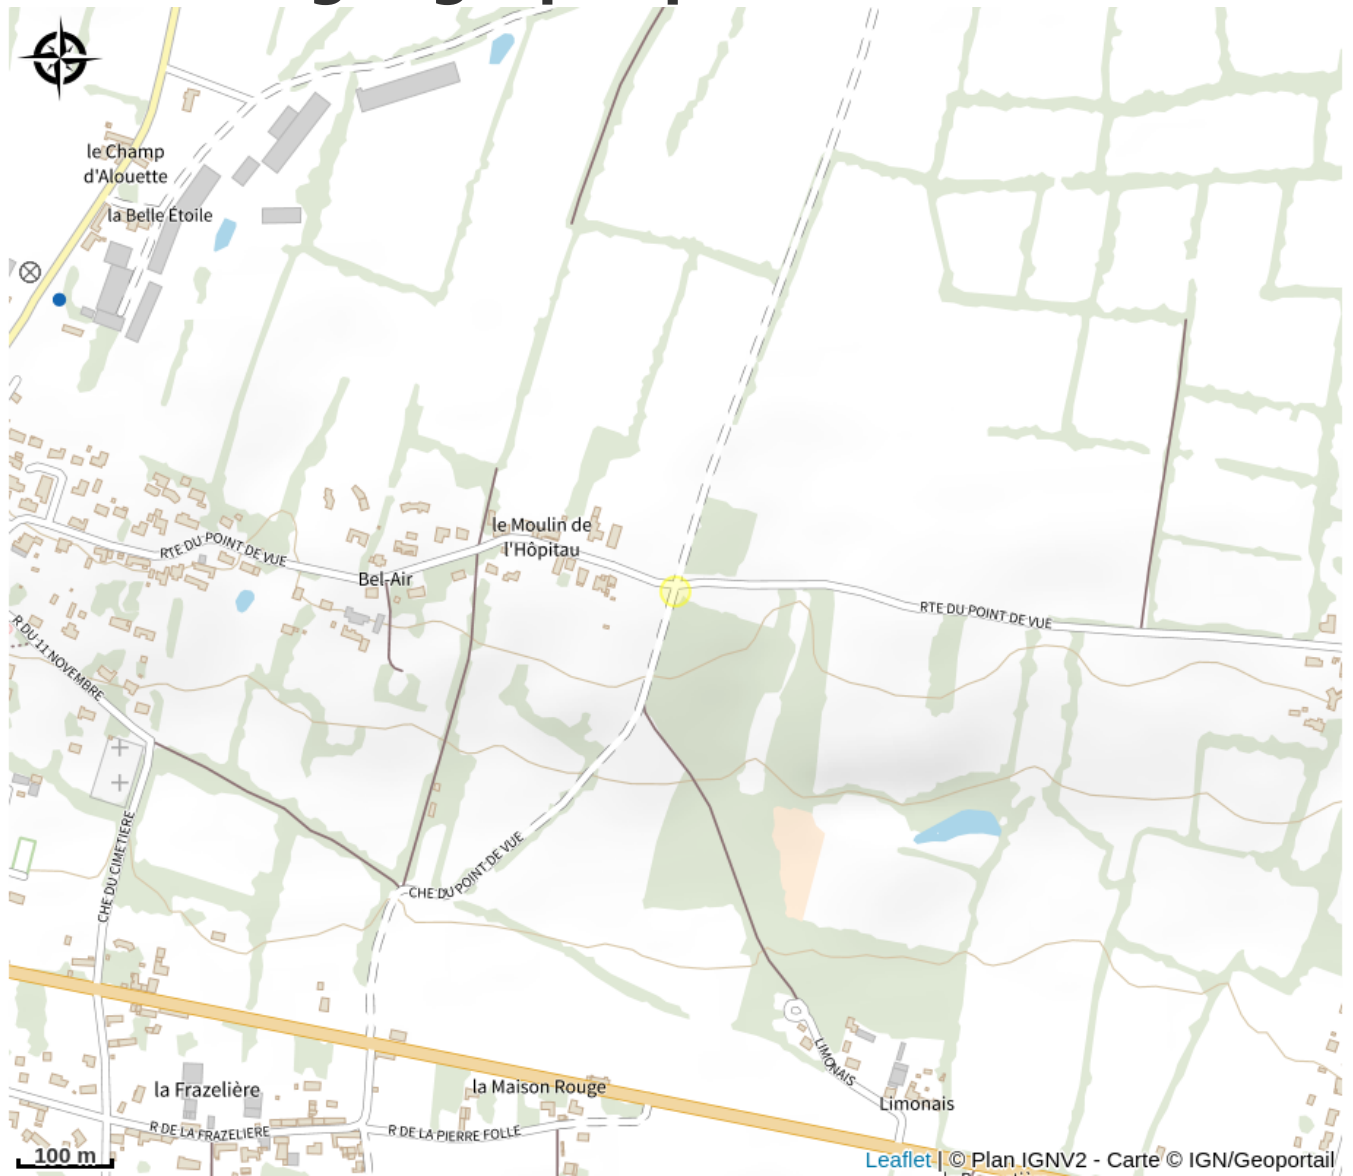 le Champ
d'Alouette
la Belle Étoile
le Moulin de
l'Hôpitau
RTE DU POINT DE VUE
Bel-Air
RTE DU POINT DE VUE
R DU 11 NOVEMBRE
CHE DU CIMETIERE
CHE DU POINT DE VUE
LIMONAIS
la Frazelière
la Maison Rouge
Limonais
R DE LA FRAZELIERE
R DE LA PIERRE FOLLE
100 m
Leaflet | © Plan IGNV2 - Carte © IGN/Geoportail